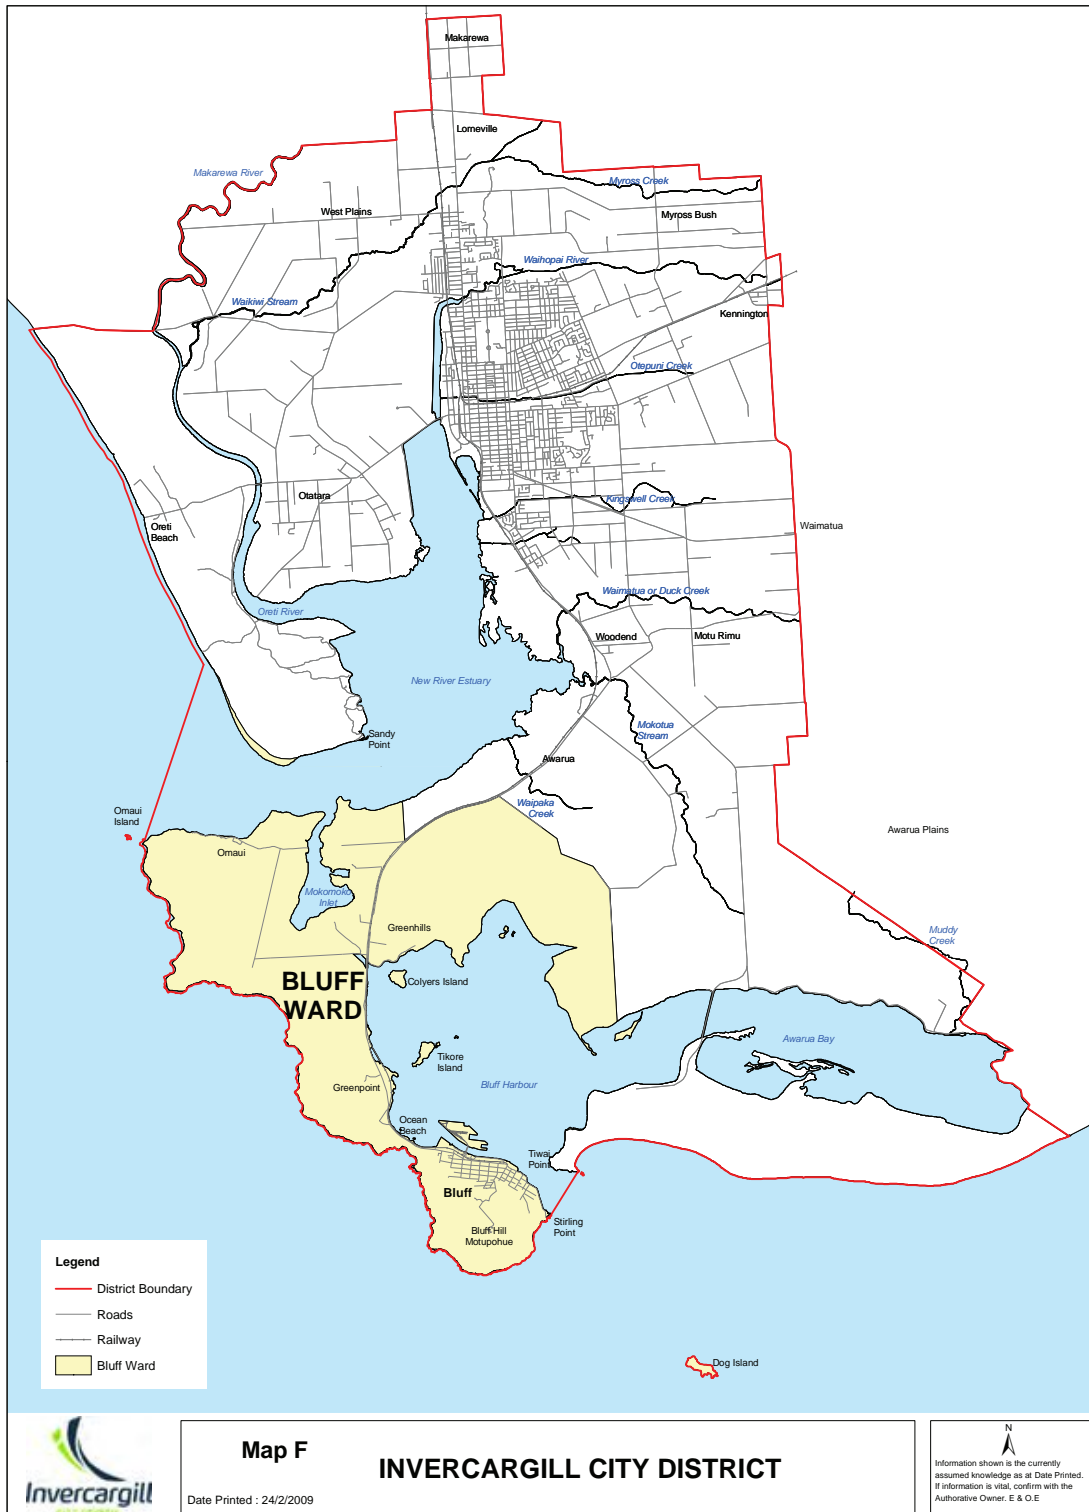 Makarewa
Lorneville
Makarewa River
Myross Creek
West Plains
Myross Bush
Waihopai River
Waikiwi Stream
Kennington
Otepuni Creek
Otatara
Kingswell Creek
Oreti
Beach
Waimatua
Waimatua or Duck Creek
Oreti River
Woodend
Motu Rimu
New River Estuary
Sandy
Point
Mokotua
Stream
Awarua
Omaui
Island
Waipaka
Creek
Awarua Plains
Omaui
Mokomoko
Inlet
Greenhills
Muddy
Creek
BLUFF
WARD
Colyers Island
Awarua Bay
Tikore
Island
Bluff Harbour
Greenpoint
Ocean
Beach
Tiwai
Point
Bluff
Stirling
Point
Bluff Hill
Motupohue
Legend
District Boundary
Roads
Railway
Bluff Ward
Dog Island
Invercargill
Map F
INVERCARGILL CITY DISTRICT
Date Printed : 24/2/2009
N
Information shown is the currently
assumed knowledge as at Date Printed.
If information is vital, confirm with the
Authorative Owner. E & O.E